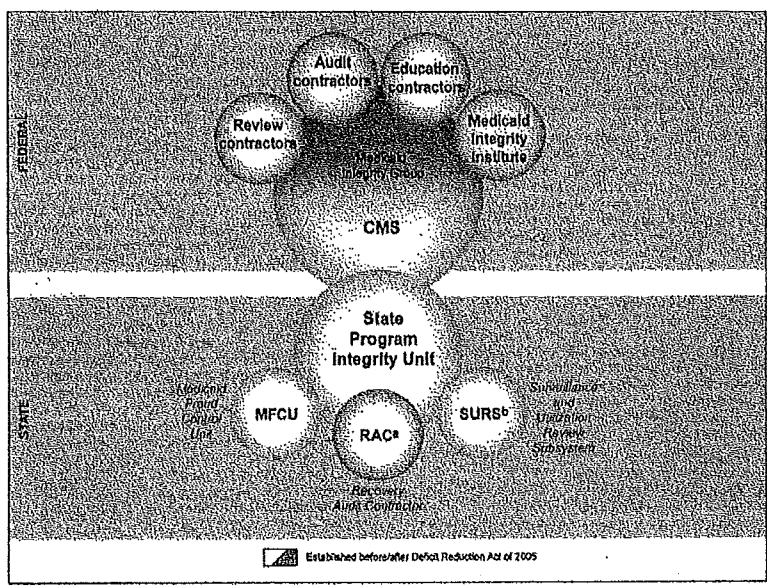 FEDERAL
Audit
contractors
Education
contractors
Review
contractors
Medicaid
Integrity
Institute
Medicaid
Integrity Group
CMS
State
Program
Integrity Unit
STATE
Medicaid
Fraud
Control
Unit
MFCU
RACa
SURSb
Surveillance
and
Utilization
Review
Subsystem
Recovery
Audit Contractor
Established before/after Deficit Reduction Act of 2005